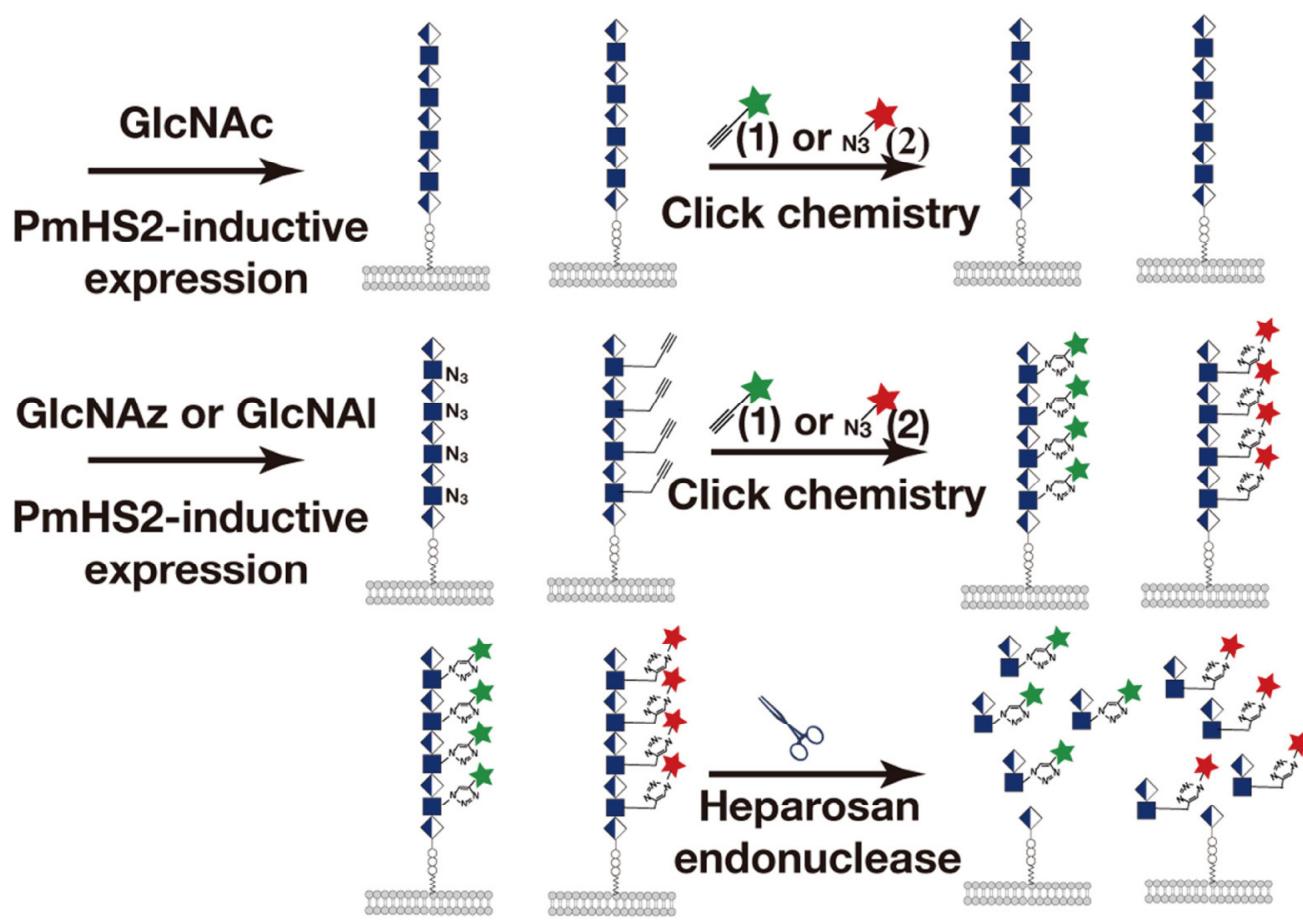 GlcNAc
PmHS2-inductive
expression
(1) or N3 (2)
Click chemistry
GlcNAz or GlcNAl
PmHS2-inductive
expression
N3
N3
N3
N3
(1) or N3 (2)
Click chemistry
Heparosan
endonuclease